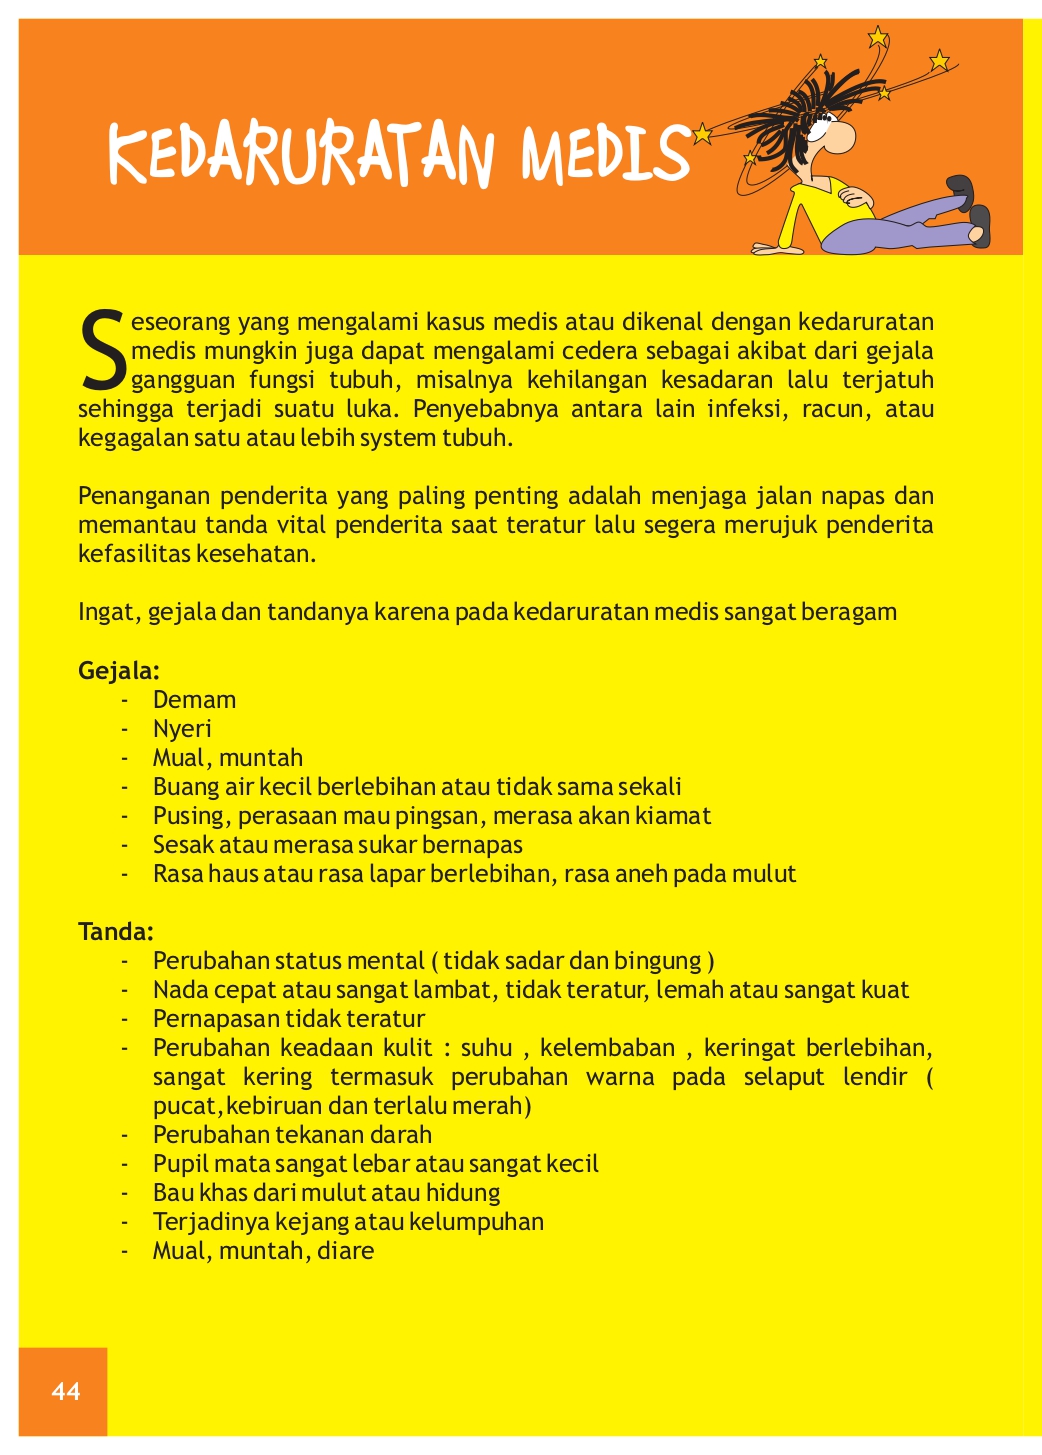 KEDARURATAN MEDIS
Seseorang yang mengalami kasus medis atau dikenal dengan kedaruratan
medis mungkin juga dapat mengalami cedera sebagai akibat dari gejala
gangguan fungsi tubuh, misalnya kehilangan kesadaran lalu terjatuh
sehingga terjadi suatu luka. Penyebabnya antara lain infeksi, racun, atau
kegagalan satu atau lebih system tubuh.
Penanganan penderita yang paling penting adalah menjaga jalan napas dan
memantau tanda vital penderita saat teratur lalu segera merujuk penderita
kefasilitas kesehatan.
Ingat, gejala dan tandanya karena pada kedaruratan medis sangat beragam
Gejala:
- Demam
- Nyeri
- Mual, muntah
- Buang air kecil berlebihan atau tidak sama sekali
- Pusing, perasaan mau pingsan, merasa akan kiamat
- Sesak atau merasa sukar bernapas
- Rasa haus atau rasa lapar berlebihan, rasa aneh pada mulut
Tanda:
- Perubahan status mental ( tidak sadar dan bingung )
- Nada cepat atau sangat lambat, tidak teratur, lemah atau sangat kuat
- Pernapasan tidak teratur
- Perubahan keadaan kulit : suhu , kelembaban , keringat berlebihan,
sangat kering termasuk perubahan warna pada selaput lendir (
pucat,kebiruan dan terlalu merah)
- Perubahan tekanan darah
- Pupil mata sangat lebar atau sangat kecil
- Bau khas dari mulut atau hidung
- Terjadinya kejang atau kelumpuhan
- Mual, muntah, diare
44